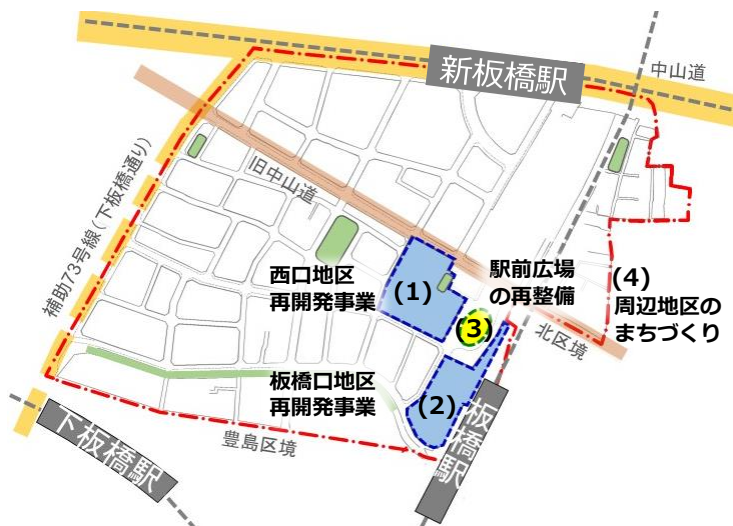 新板橋駅
中山道
旧中山道
補助73号線(下板橋通り)
西口地区
再開発事業
(1)
駅前広場
の再整備
(3)
(4)
周辺地区の
まちづくり
北区境
板橋口地区
再開発事業
(2)
板橋駅
豊島区境
下板橋駅